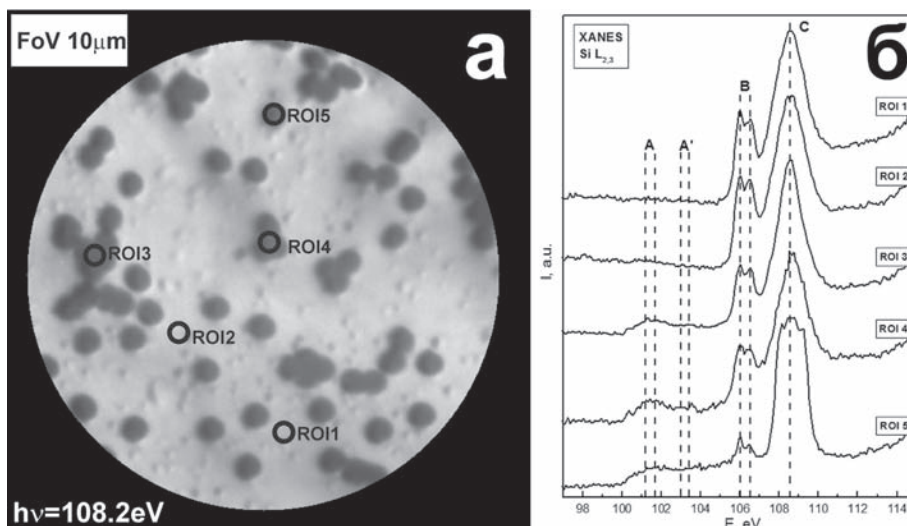 FoV 10μm
а
ROI5
ROI3
ROI4
ROI2
ROI1
hν=108.2eV
XANES
Si L2,3
б
A
A'
B
C
ROI 1
ROI 2
ROI 3
ROI 4
ROI 5
I, a.u.
98 100 102 104 106 108 110 112 114
E, eV